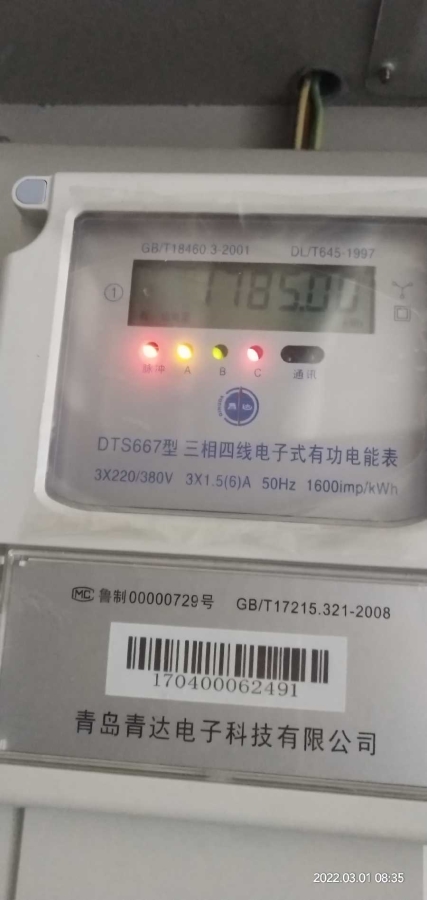 GB/T18460.3-2001 DL/T645-1997
① 1785.00
脉冲 A B C 通讯
DTS667型 三相四线电子式有功电能表
3X220/380V 3X1.5(6)A 50Hz 1600imp/kWh
MC 鲁制00000729号 GB/T17215.321-2008
170400062491
青岛青达电子科技有限公司
2022.03.01 08:35